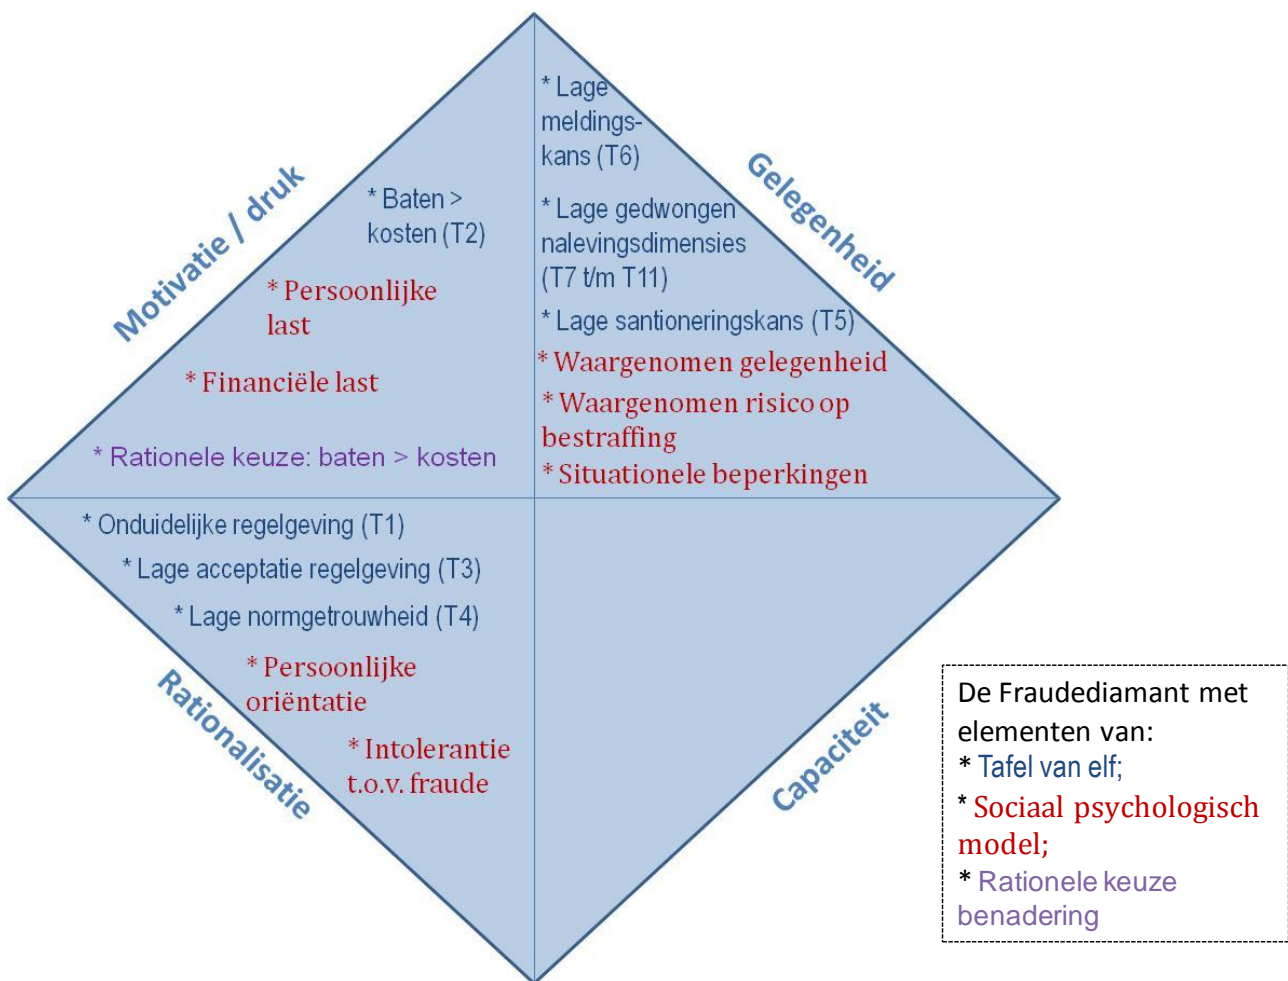 Motivatie / druk
* Baten >
kosten (T2)
* Persoonlijke
last
* Financiële last
* Rationele keuze: baten > kosten
Gelegenheid
* Lage
meldings-
kans (T6)
* Lage gedwongen
nalevingsdimensies
(T7 t/m T11)
* Lage santioneringskans (T5)
* Waargenomen gelegenheid
* Waargenomen risico op
bestraffing
* Situationele beperkingen
* Onduidelijke regelgeving (T1)
* Lage acceptatie regelgeving (T3)
* Lage normgetrouwheid (T4)
* Persoonlijke
oriëntatie
* Intolerantie
t.o.v. fraude
Rationalisatie
Capaciteit
De Fraudediamant met
elementen van:
* Tafel van elf;
* Sociaal psychologisch
model;
* Rationele keuze
benadering